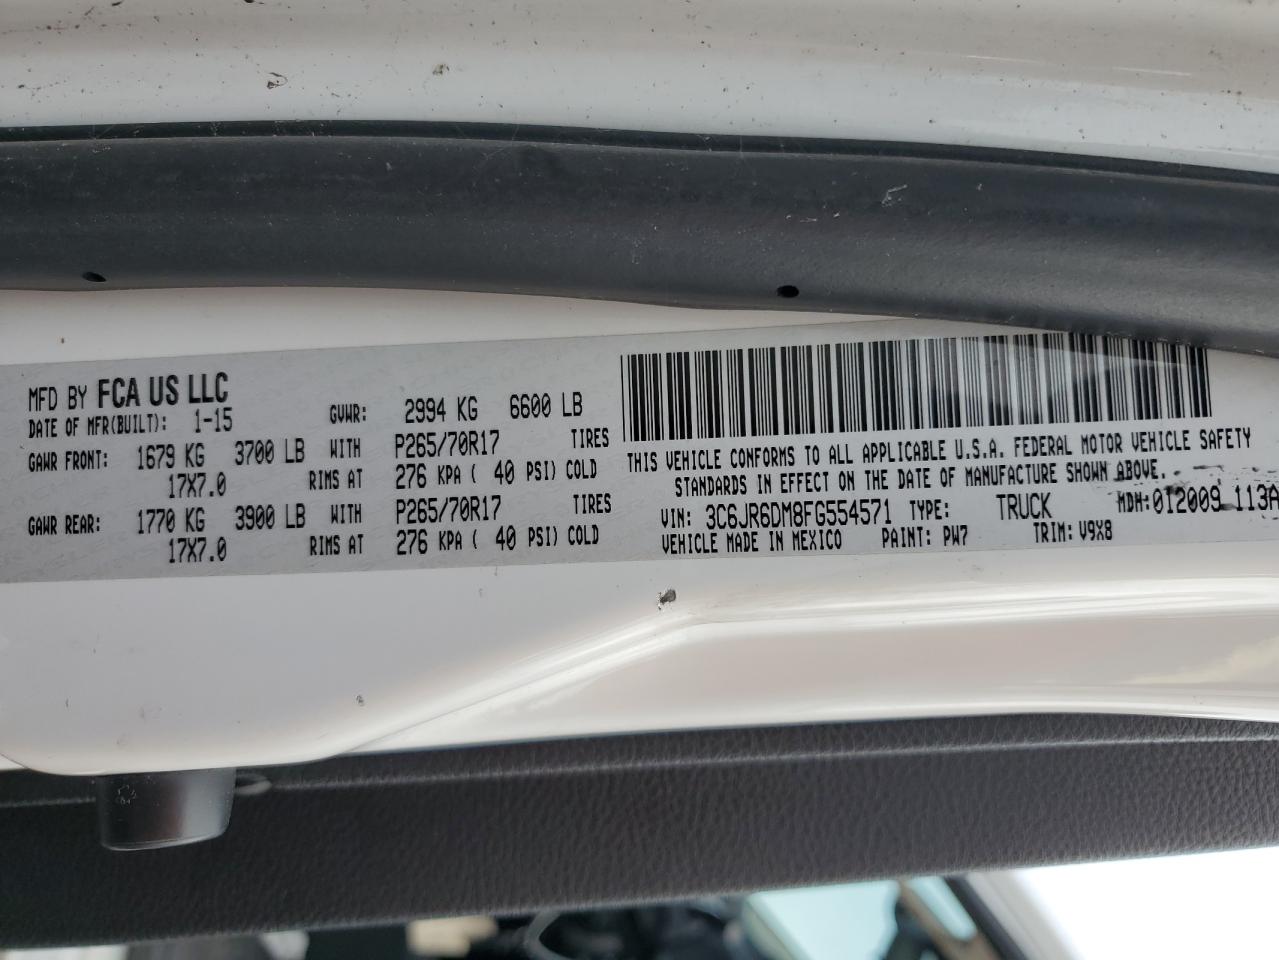 MFD BY FCA US LLC
DATE OF MFR(BUILT): 1-15 GVWR: 2994 KG 6600 LB
GAWR FRONT: 1679 KG 3700 LB WITH P265/70R17 TIRES
17X7.0 RIMS AT 276 KPA ( 40 PSI) COLD
GAWR REAR: 1770 KG 3900 LB WITH P265/70R17 TIRES
17X7.0 RIMS AT 276 KPA ( 40 PSI) COLD
THIS VEHICLE CONFORMS TO ALL APPLICABLE U.S.A. FEDERAL MOTOR VEHICLE SAFETY
STANDARDS IN EFFECT ON THE DATE OF MANUFACTURE SHOWN ABOVE.
VIN: 3C6JR6DM8FG554571 TYPE: TRUCK MDH: 012009 113A
VEHICLE MADE IN MEXICO PAINT: PW7 TRIM: V9X8